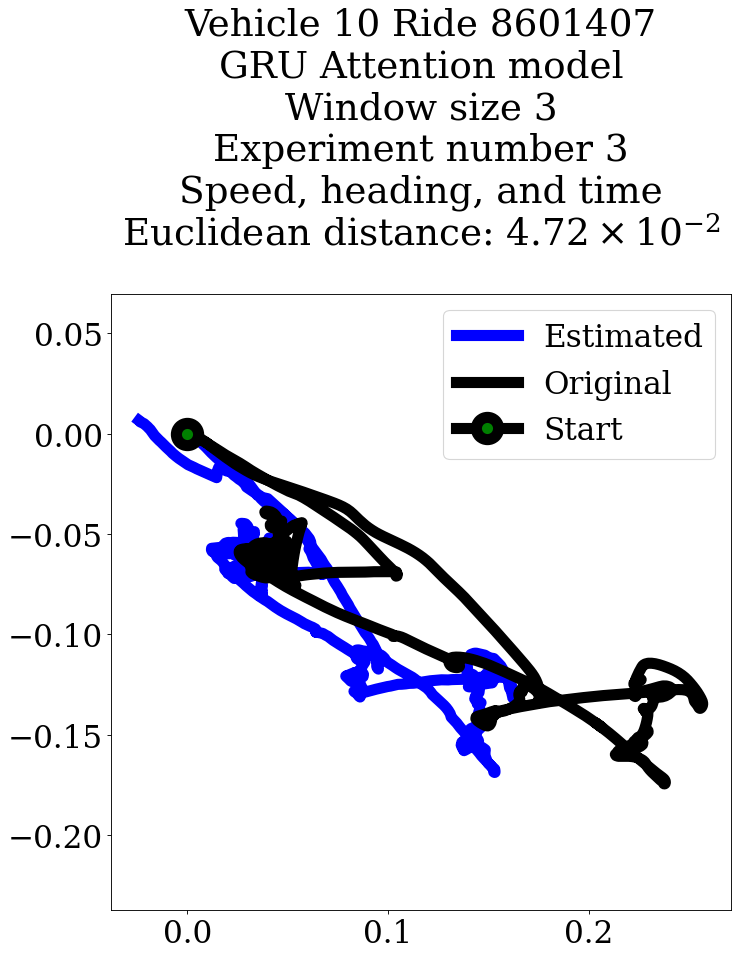 Vehicle 10 Ride 8601407
GRU Attention model
Window size 3
Experiment number 3
Speed, heading, and time
Euclidean distance: 4.72 × 10⁻²
Estimated
Original
Start
0.05
0.00
−0.05
−0.10
−0.15
−0.20
0.0 0.1 0.2